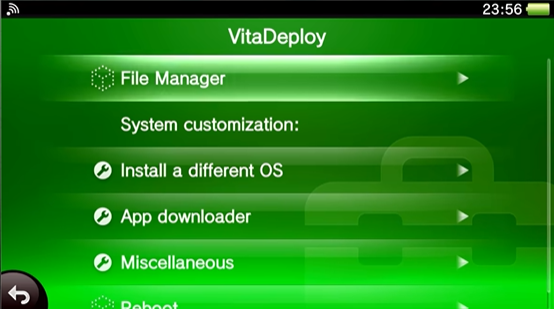 23:56
VitaDeploy
File Manager
System customization:
Install a different OS
App downloader
Miscellaneous
Reboot